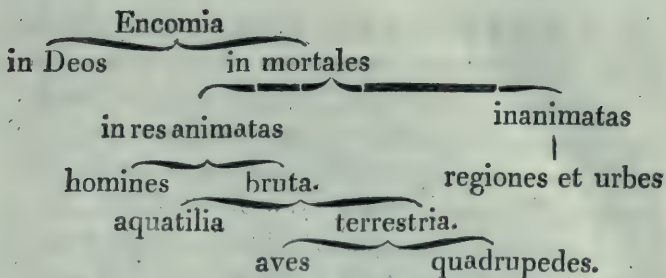 Encomia
in Deos in mortales
in res animatas inanimatas
homines bruta. regiones et urbes
aquatilia terrestria.
aves quadrupedes.